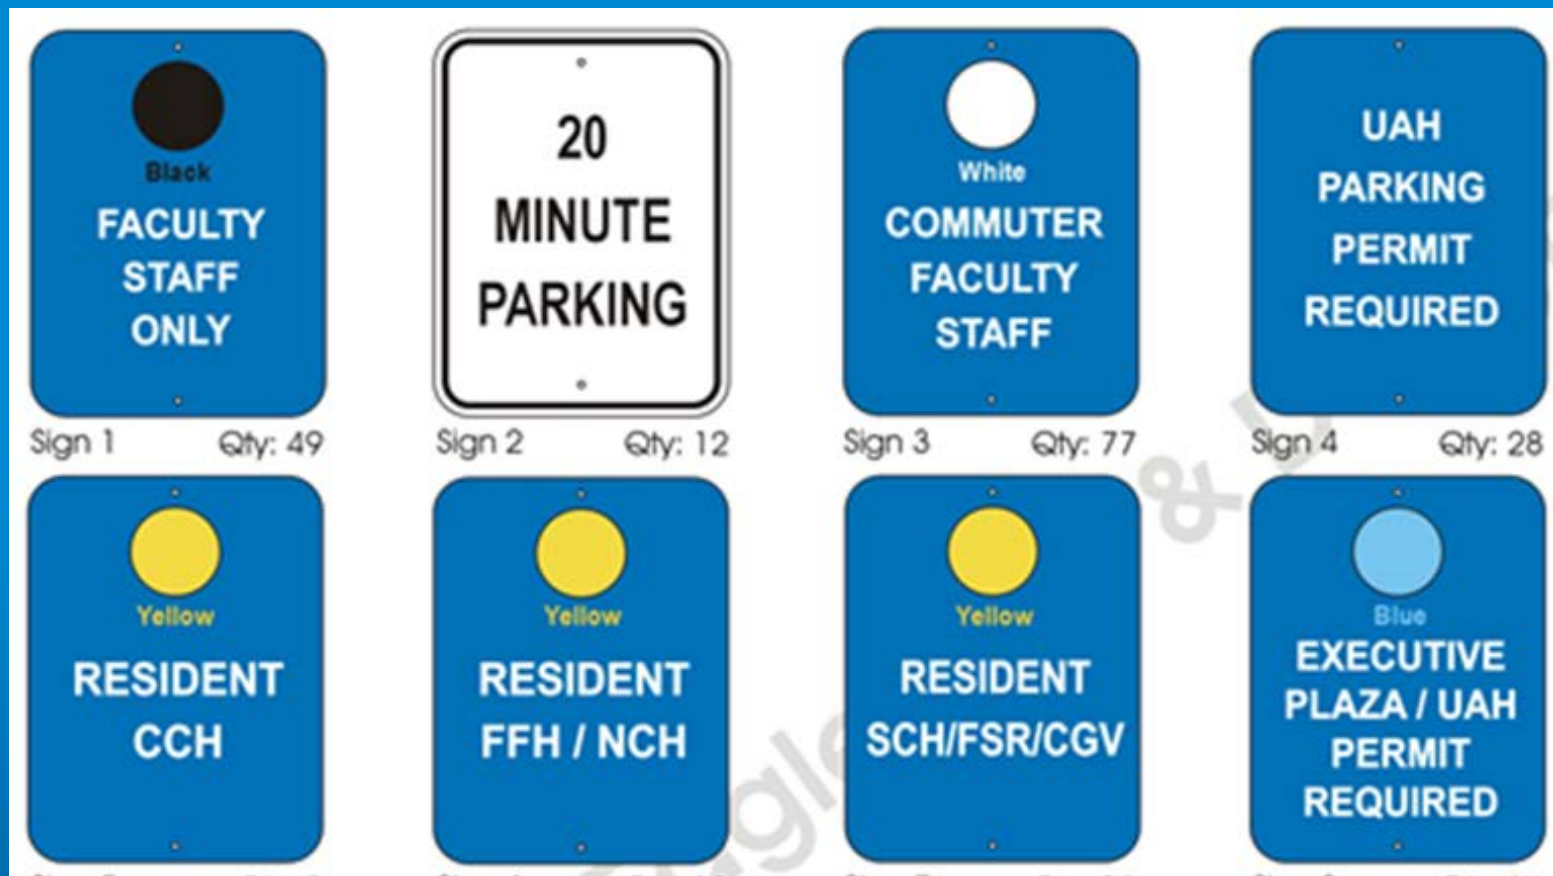 Black
FACULTY
STAFF
ONLY
Sign 1 Qty: 49
20
MINUTE
PARKING
Sign 2 Qty: 12
White
COMMUTER
FACULTY
STAFF
Sign 3 Qty: 77
UAH
PARKING
PERMIT
REQUIRED
Sign 4 Qty: 28
Yellow
RESIDENT
CCH
Yellow
RESIDENT
FFH / NCH
Yellow
RESIDENT
SCH/FSR/CGV
Blue
EXECUTIVE
PLAZA / UAH
PERMIT
REQUIRED
&